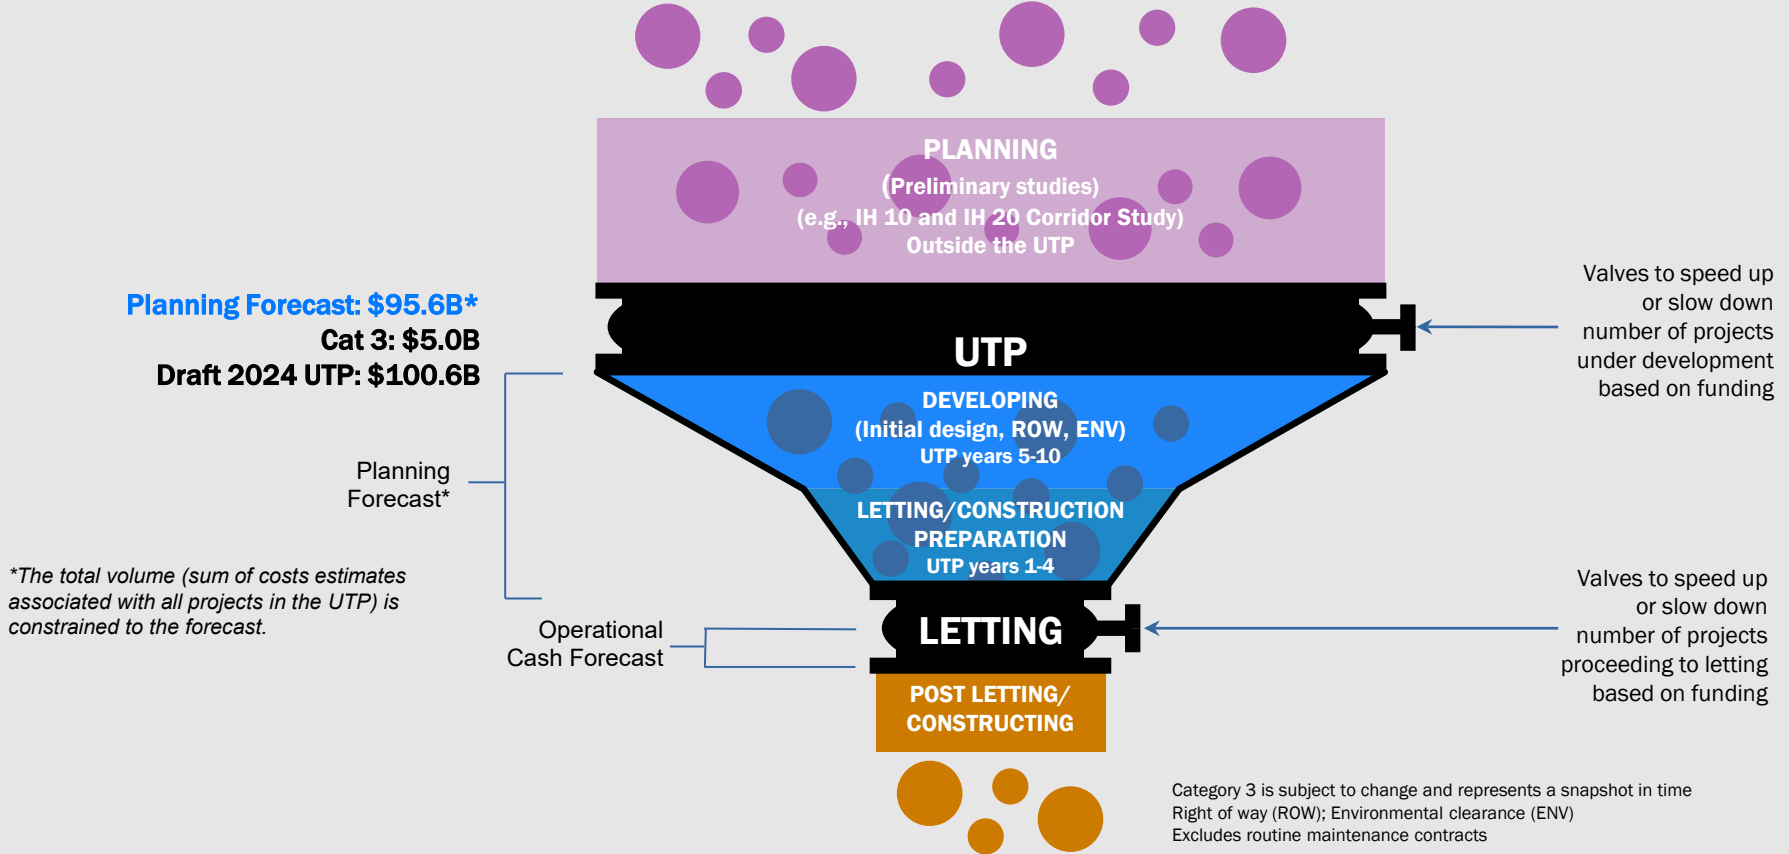 PLANNING
(Preliminary studies)
(e.g., IH 10 and IH 20 Corridor Study)
Outside the UTP
Planning Forecast: $95.6B*
Cat 3: $5.0B
Draft 2024 UTP: $100.6B
Valves to speed up
or slow down
number of projects
under development
based on funding
UTP
DEVELOPING
(Initial design, ROW, ENV)
UTP years 5-10
Planning
Forecast*
LETTING/CONSTRUCTION
PREPARATION
UTP years 1-4
*The total volume (sum of costs estimates
associated with all projects in the UTP) is
constrained to the forecast.
Operational
Cash Forecast
LETTING
Valves to speed up
or slow down
number of projects
proceeding to letting
based on funding
POST LETTING/
CONSTRUCTING
Category 3 is subject to change and represents a snapshot in time
Right of way (ROW); Environmental clearance (ENV)
Excludes routine maintenance contracts